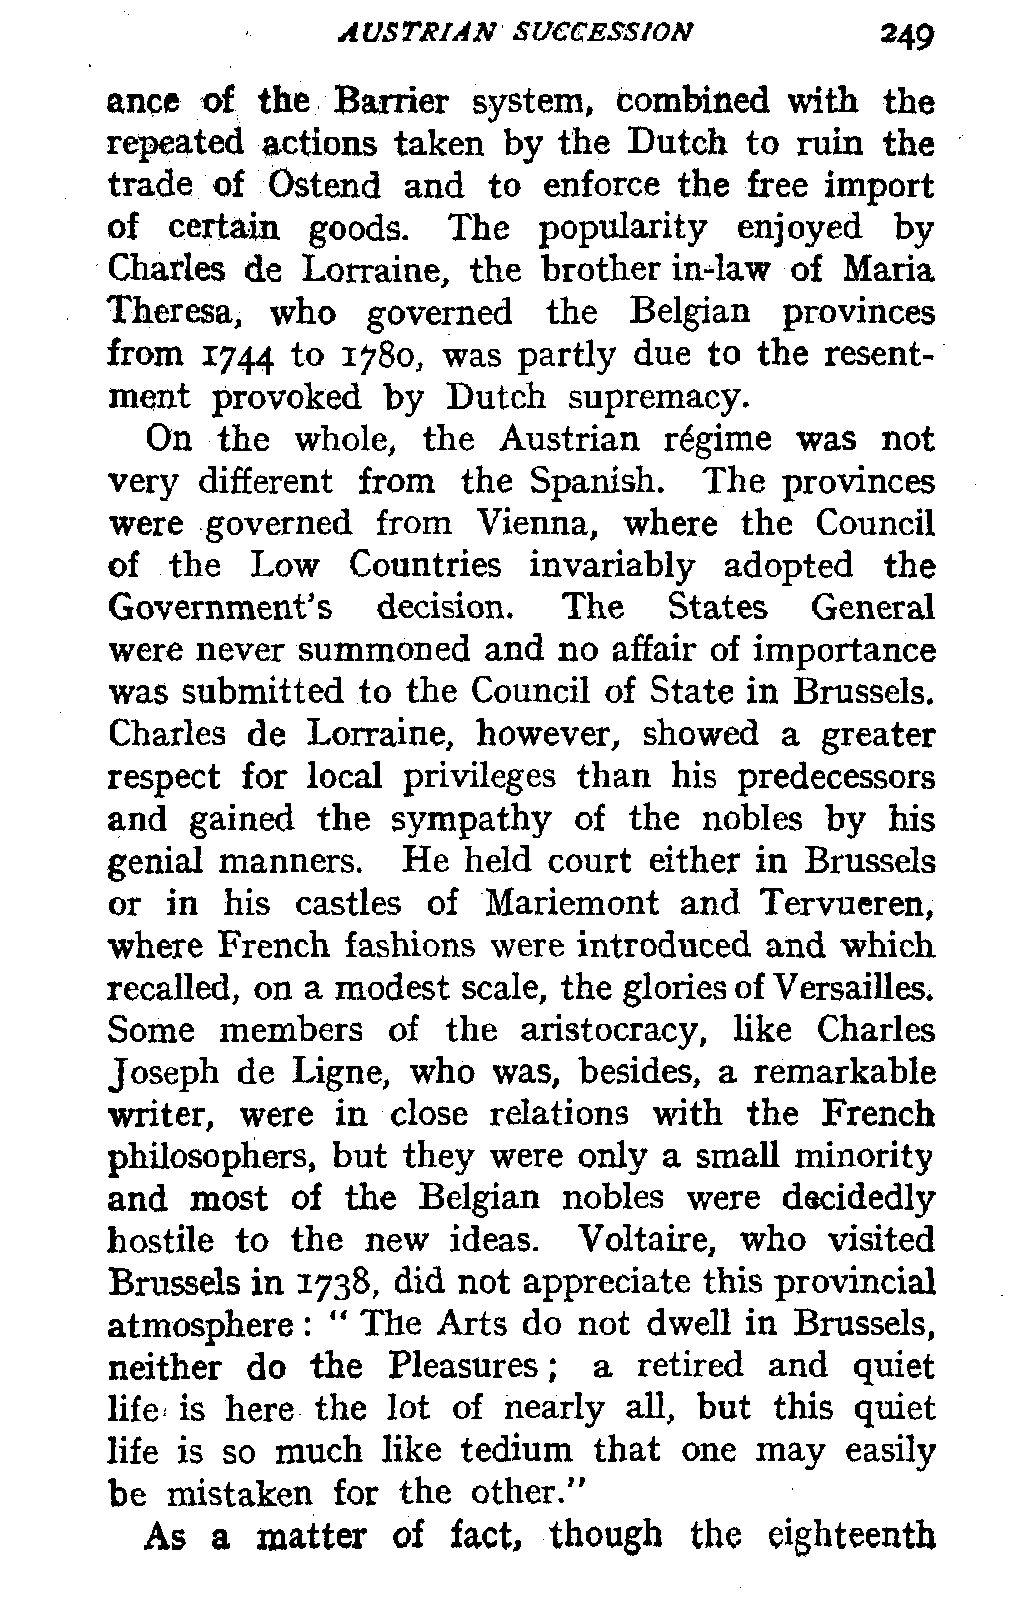 AUSTRIAN SUCCESSION 249
ance of the Barrier system, combined with the
repeated actions taken by the Dutch to ruin the
trade of Ostend and to enforce the free import
of certain goods. The popularity enjoyed by
Charles de Lorraine, the brother in-law of Maria
Theresa, who governed the Belgian provinces
from 1744 to 1780, was partly due to the resent-
ment provoked by Dutch supremacy.
On the whole, the Austrian régime was not
very different from the Spanish. The provinces
were governed from Vienna, where the Council
of the Low Countries invariably adopted the
Government's decision. The States General
were never summoned and no affair of importance
was submitted to the Council of State in Brussels.
Charles de Lorraine, however, showed a greater
respect for local privileges than his predecessors
and gained the sympathy of the nobles by his
genial manners. He held court either in Brussels
or in his castles of Mariemont and Tervueren,
where French fashions were introduced and which
recalled, on a modest scale, the glories of Versailles.
Some members of the aristocracy, like Charles
Joseph de Ligne, who was, besides, a remarkable
writer, were in close relations with the French
philosophers, but they were only a small minority
and most of the Belgian nobles were decidedly
hostile to the new ideas. Voltaire, who visited
Brussels in 1738, did not appreciate this provincial
atmosphere : " The Arts do not dwell in Brussels,
neither do the Pleasures ; a retired and quiet
life is here the lot of nearly all, but this quiet
life is so much like tedium that one may easily
be mistaken for the other."
As a matter of fact, though the eighteenth